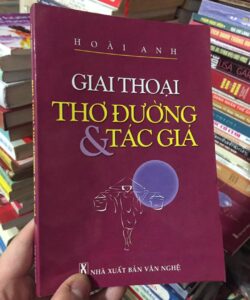 HOÀI ANH
GIAI THOẠI
THƠ ĐƯỜNG
& TÁC GIẢ
NHÀ XUẤT BẢN VĂN NGHỆ